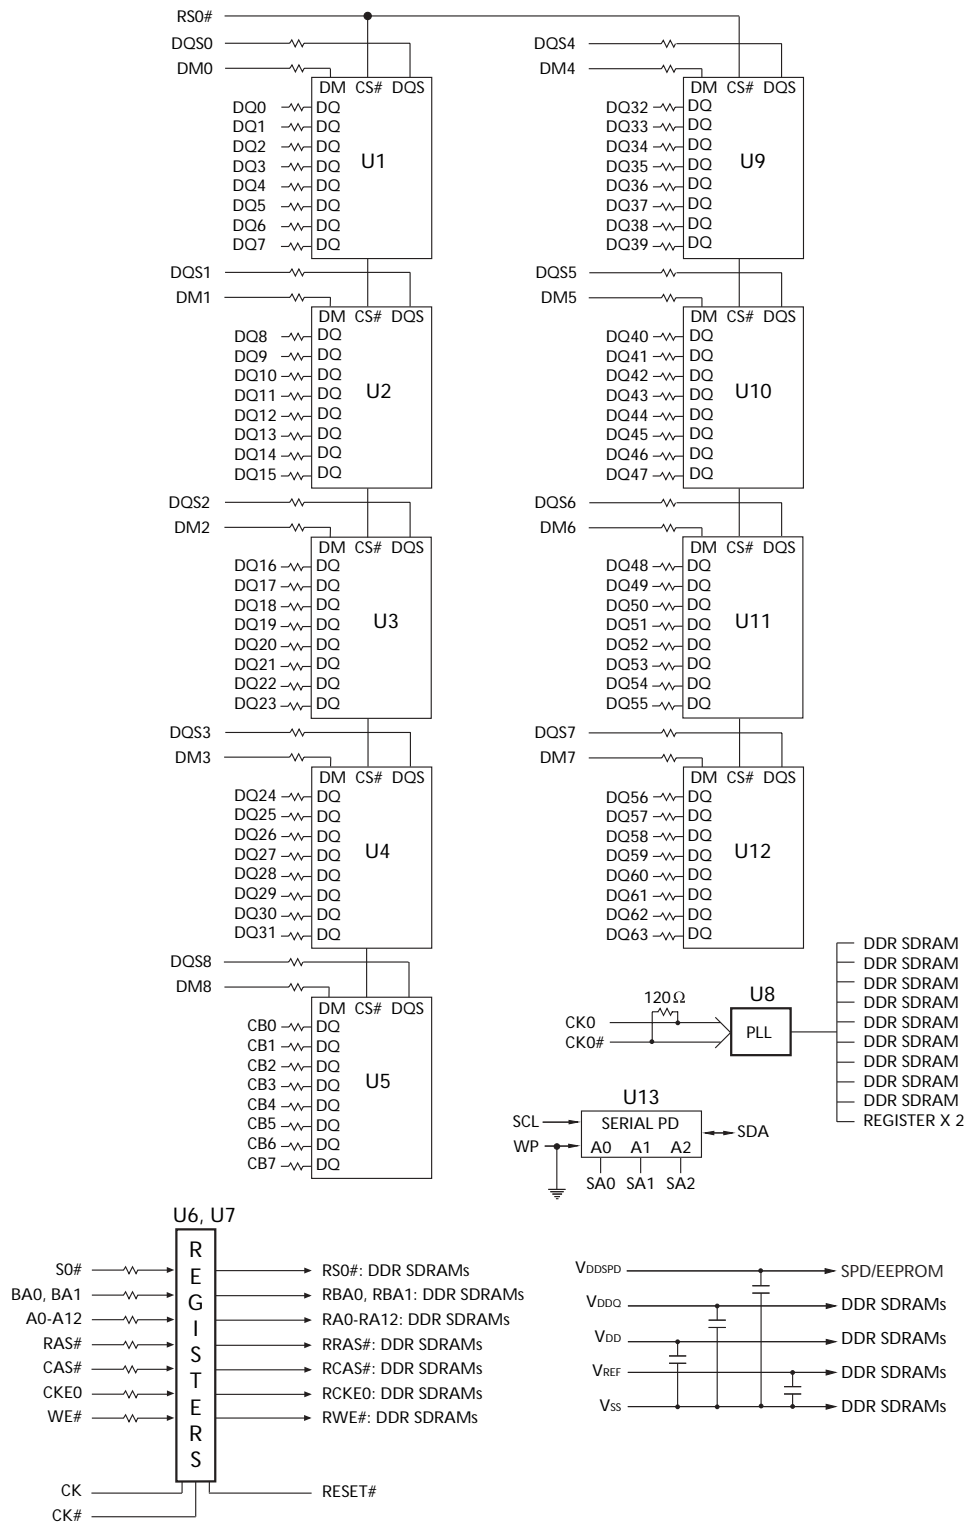 RS0#
DQS0
DM0
DM CS# DQS
DQ0 DQ
DQ1 DQ
DQ2 DQ
DQ3 DQ
DQ4 DQ
DQ5 DQ
DQ6 DQ
DQ7 DQ
U1
DQS1
DM1
DM CS# DQS
DQ8 DQ
DQ9 DQ
DQ10 DQ
DQ11 DQ
DQ12 DQ
DQ13 DQ
DQ14 DQ
DQ15 DQ
U2
DQS2
DM2
DM CS# DQS
DQ16 DQ
DQ17 DQ
DQ18 DQ
DQ19 DQ
DQ20 DQ
DQ21 DQ
DQ22 DQ
DQ23 DQ
U3
DQS3
DM3
DM CS# DQS
DQ24 DQ
DQ25 DQ
DQ26 DQ
DQ27 DQ
DQ28 DQ
DQ29 DQ
DQ30 DQ
DQ31 DQ
U4
DQS8
DM8
DM CS# DQS
CB0 DQ
CB1 DQ
CB2 DQ
CB3 DQ
CB4 DQ
CB5 DQ
CB6 DQ
CB7 DQ
U5
DQS4
DM4
DM CS# DQS
DQ32 DQ
DQ33 DQ
DQ34 DQ
DQ35 DQ
DQ36 DQ
DQ37 DQ
DQ38 DQ
DQ39 DQ
U9
DQS5
DM5
DM CS# DQS
DQ40 DQ
DQ41 DQ
DQ42 DQ
DQ43 DQ
DQ44 DQ
DQ45 DQ
DQ46 DQ
DQ47 DQ
U10
DQS6
DM6
DM CS# DQS
DQ48 DQ
DQ49 DQ
DQ50 DQ
DQ51 DQ
DQ52 DQ
DQ53 DQ
DQ54 DQ
DQ55 DQ
U11
DQS7
DM7
DM CS# DQS
DQ56 DQ
DQ57 DQ
DQ58 DQ
DQ59 DQ
DQ60 DQ
DQ61 DQ
DQ62 DQ
DQ63 DQ
U12
120Ω
CK0
CK0#
U8
PLL
DDR SDRAM
DDR SDRAM
DDR SDRAM
DDR SDRAM
DDR SDRAM
DDR SDRAM
DDR SDRAM
DDR SDRAM
DDR SDRAM
REGISTER X 2
U13
SCL
WP
SERIAL PD
A0 A1 A2
SDA
SA0 SA1 SA2
U6, U7
REGISTERS
S0#
BA0, BA1
A0-A12
RAS#
CAS#
CKE0
WE#
CK
CK#
RS0#: DDR SDRAMs
RBA0, RBA1: DDR SDRAMs
RA0-RA12: DDR SDRAMs
RRAS#: DDR SDRAMs
RCAS#: DDR SDRAMs
RCKE0: DDR SDRAMs
RWE#: DDR SDRAMs
RESET#
VDDSPD SPD/EEPROM
VDDQ DDR SDRAMs
VDD DDR SDRAMs
VREF DDR SDRAMs
VSS DDR SDRAMs